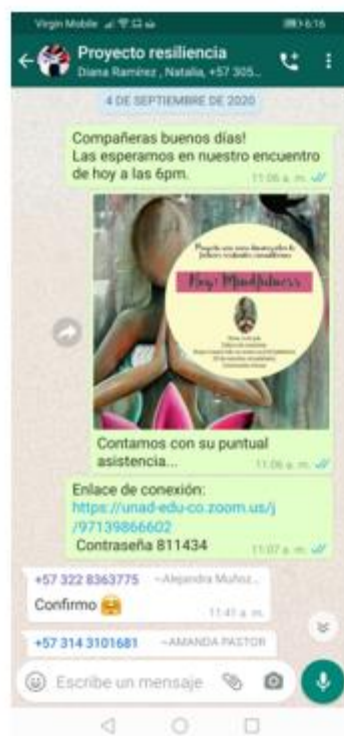 Virgin Mobile
6:16
Proyecto resiliencia
Diana Ramírez, Natalia, +57 305...
4 DE SEPTIEMBRE DE 2020
Compañeras buenos días!
Las esperamos en nuestro encuentro
de hoy a las 6pm.
11:06 a. m.
Hoy: Mindfulness
Contamos con su puntual
asistencia...
11:06 a. m.
Enlace de conexión:
https://unad-edu-co.zoom.us/j
/97139866602
Contraseña 811434
11:07 a. m.
+57 322 8363775 ~Alejandra Muñoz...
Confirmo 🤗
11:41 a. m.
+57 314 3101681 ~AMANDA PASTOR
Escribe un mensaje